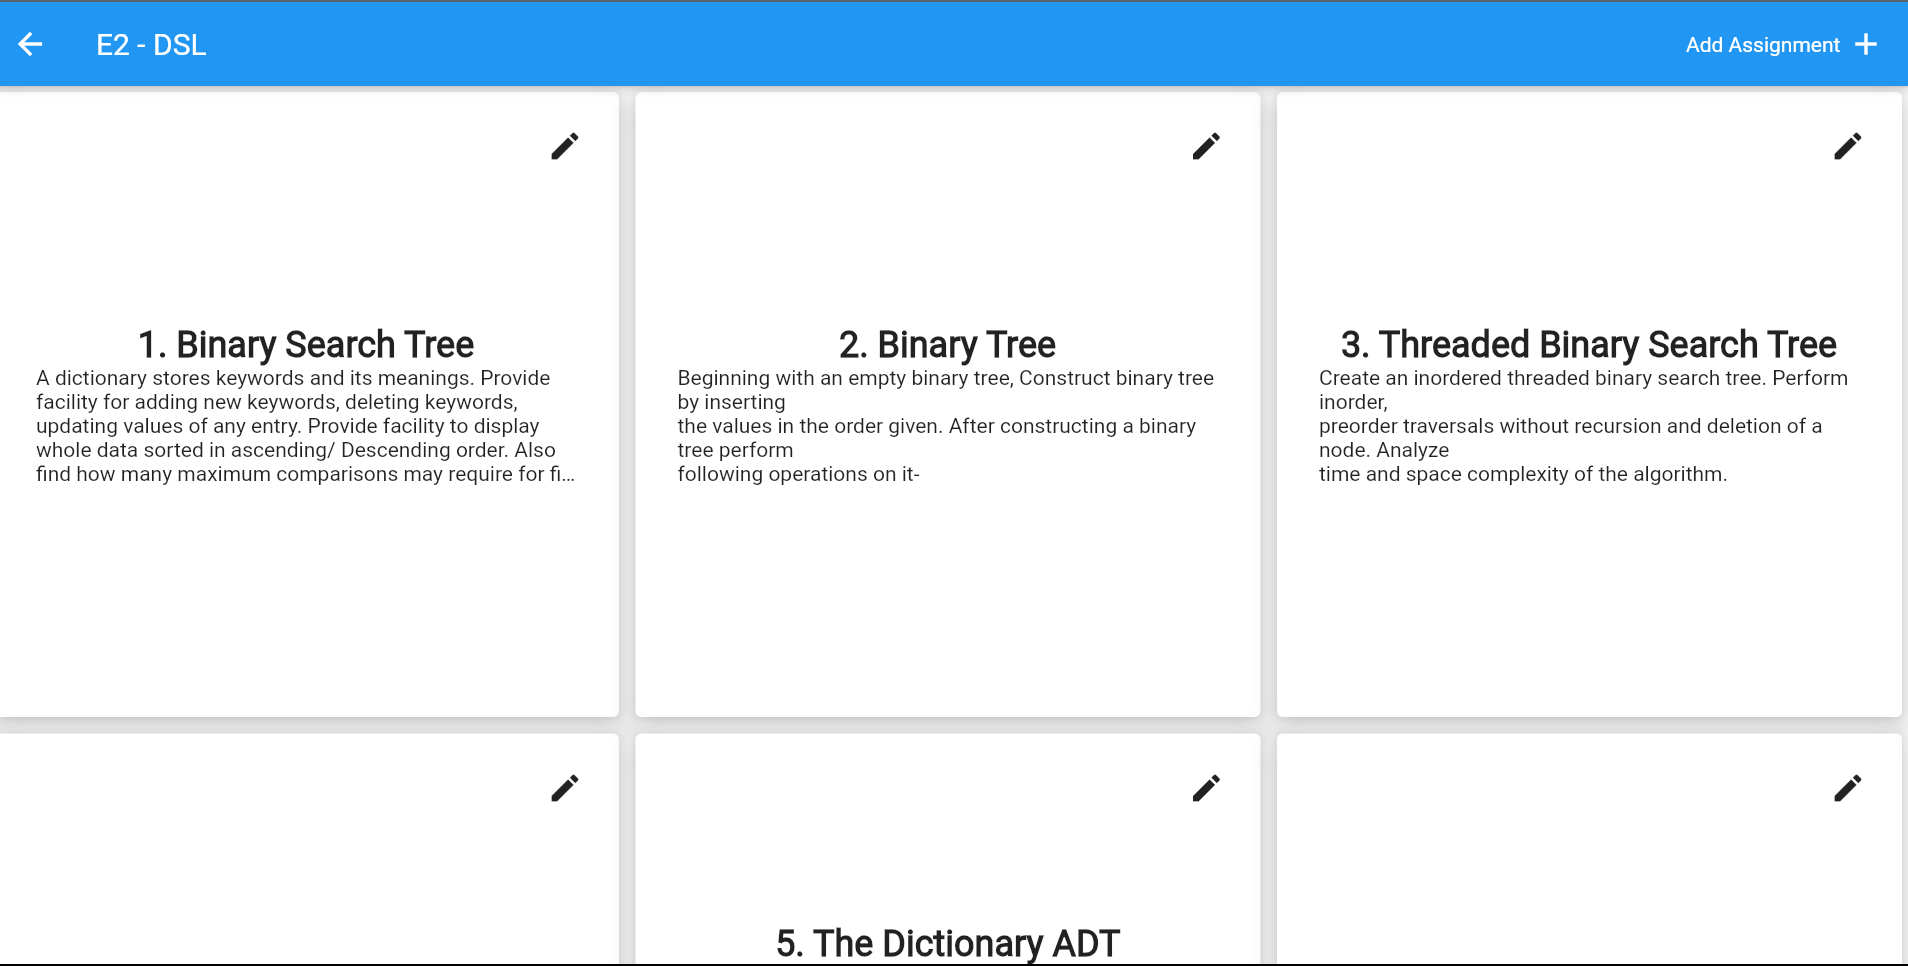 E2 - DSL
Add Assignment
1. Binary Search Tree
A dictionary stores keywords and its meanings. Provide
facility for adding new keywords, deleting keywords,
updating values of any entry. Provide facility to display
whole data sorted in ascending/ Descending order. Also
find how many maximum comparisons may require for fi...
2. Binary Tree
Beginning with an empty binary tree, Construct binary tree
by inserting
the values in the order given. After constructing a binary
tree perform
following operations on it-
3. Threaded Binary Search Tree
Create an inordered threaded binary search tree. Perform
inorder,
preorder traversals without recursion and deletion of a
node. Analyze
time and space complexity of the algorithm.
5. The Dictionary ADT